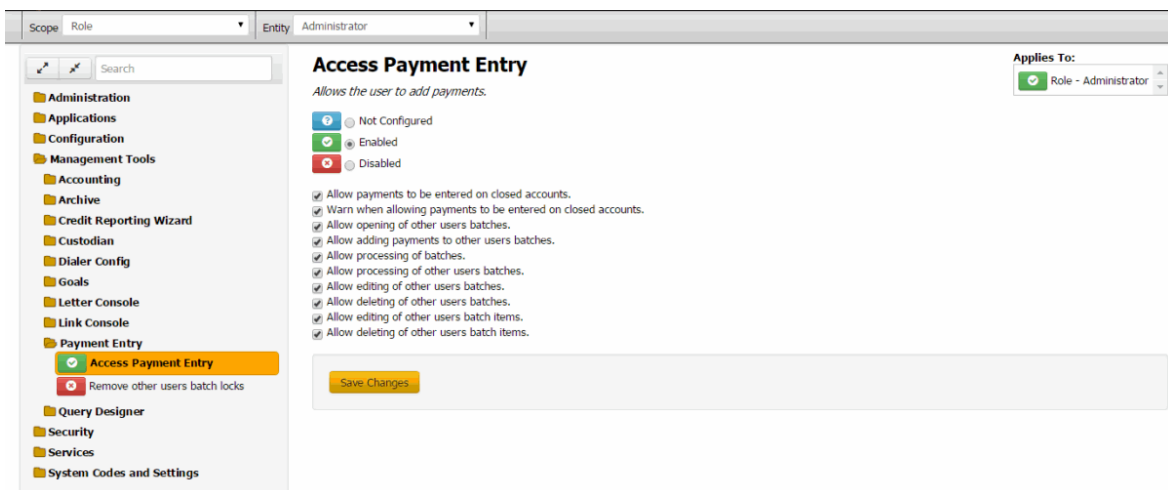 Scope Role Entity Administrator
Search
Administration
Applications
Configuration
Management Tools
Accounting
Archive
Credit Reporting Wizard
Custodian
Dialer Config
Goals
Letter Console
Link Console
Payment Entry
Access Payment Entry
Remove other users batch locks
Query Designer
Security
Services
System Codes and Settings
Access Payment Entry
Allows the user to add payments.
Not Configured
Enabled
Disabled
Allow payments to be entered on closed accounts.
Warn when allowing payments to be entered on closed accounts.
Allow opening of other users batches.
Allow adding payments to other users batches.
Allow processing of batches.
Allow processing of other users batches.
Allow editing of other users batches.
Allow deleting of other users batches.
Allow editing of other users batch items.
Allow deleting of other users batch items.
Save Changes
Applies To:
Role - Administrator